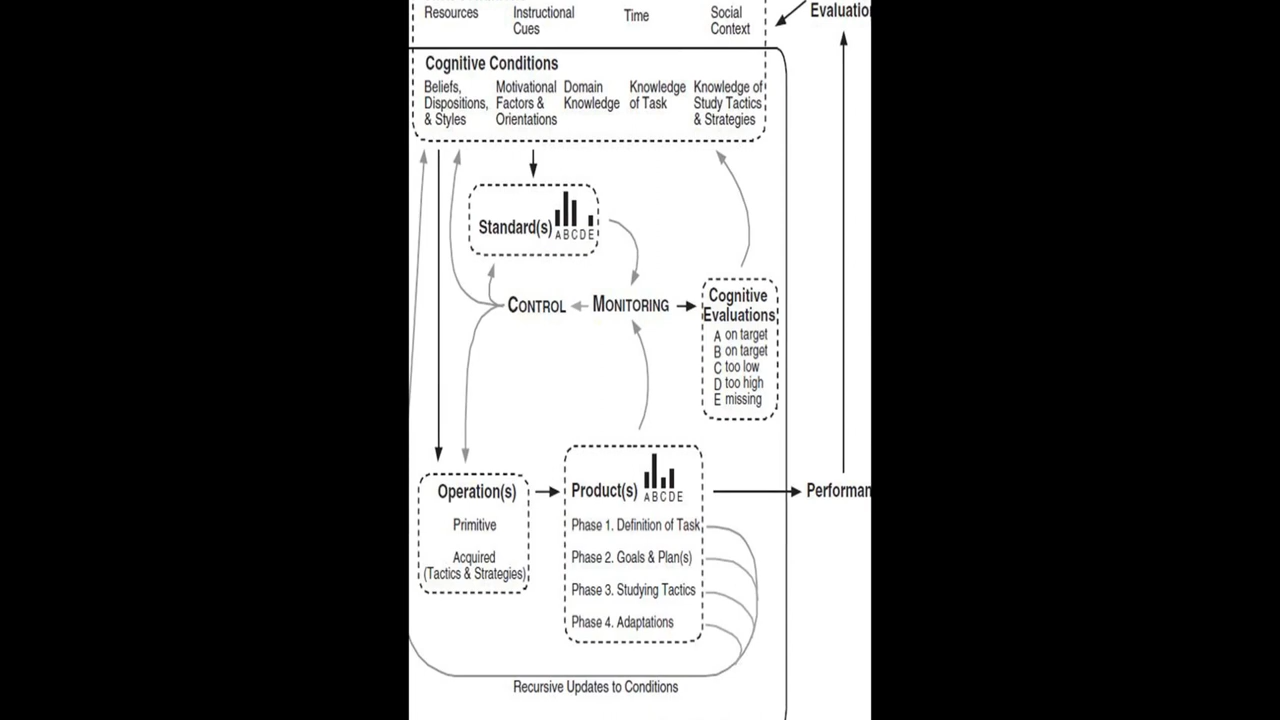 Resources
Instructional
Cues
Time
Social
Context
Evaluatio
Cognitive Conditions
Beliefs,
Dispositions,
& Styles
Motivational
Factors &
Orientations
Domain
Knowledge
Knowledge
of Task
Knowledge of
Study Tactics
& Strategies
Standard(s)
ABCDE
CONTROL
MONITORING
Cognitive
Evaluations
A on target
B on target
C too low
D too high
E missing
Operation(s)
Primitive
Acquired
(Tactics & Strategies)
Product(s)
ABCDE
Phase 1. Definition of Task
Phase 2. Goals & Plan(s)
Phase 3. Studying Tactics
Phase 4. Adaptations
Performan
Recursive Updates to Conditions